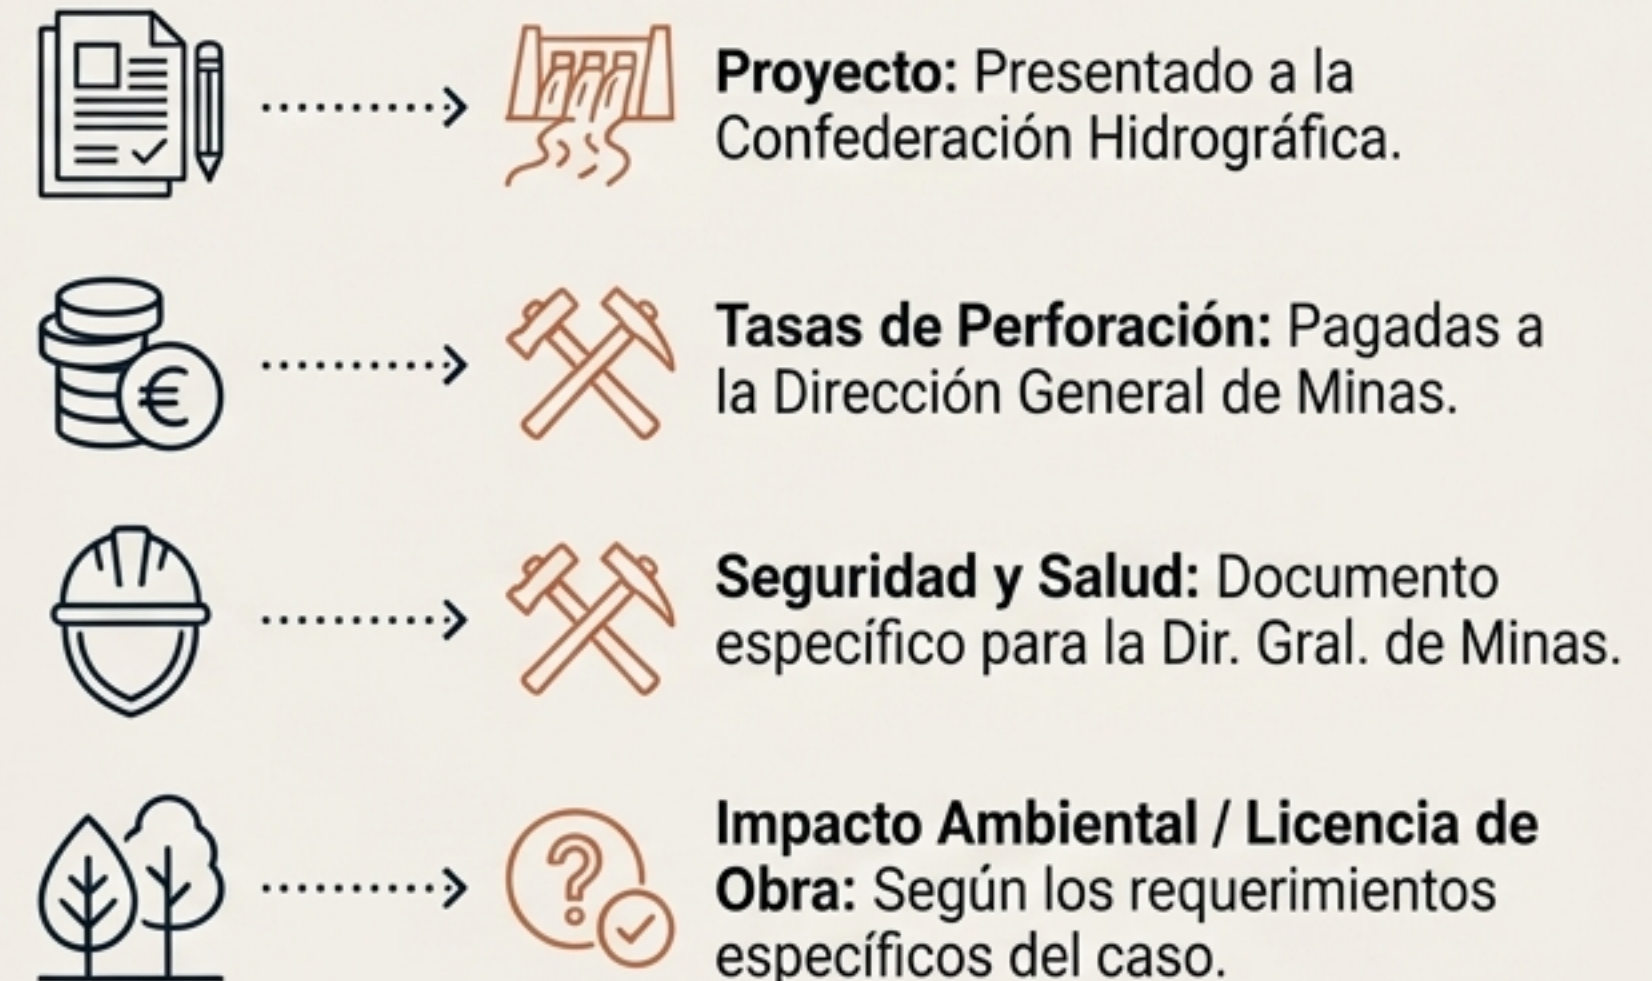 Proyecto: Presentado a la
Confederación Hidrográfica.
Tasas de Perforación: Pagadas a
la Dirección General de Minas.
Seguridad y Salud: Documento
específico para la Dir. Gral. de Minas.
Impacto Ambiental / Licencia de
Obra: Según los requerimientos
específicos del caso.